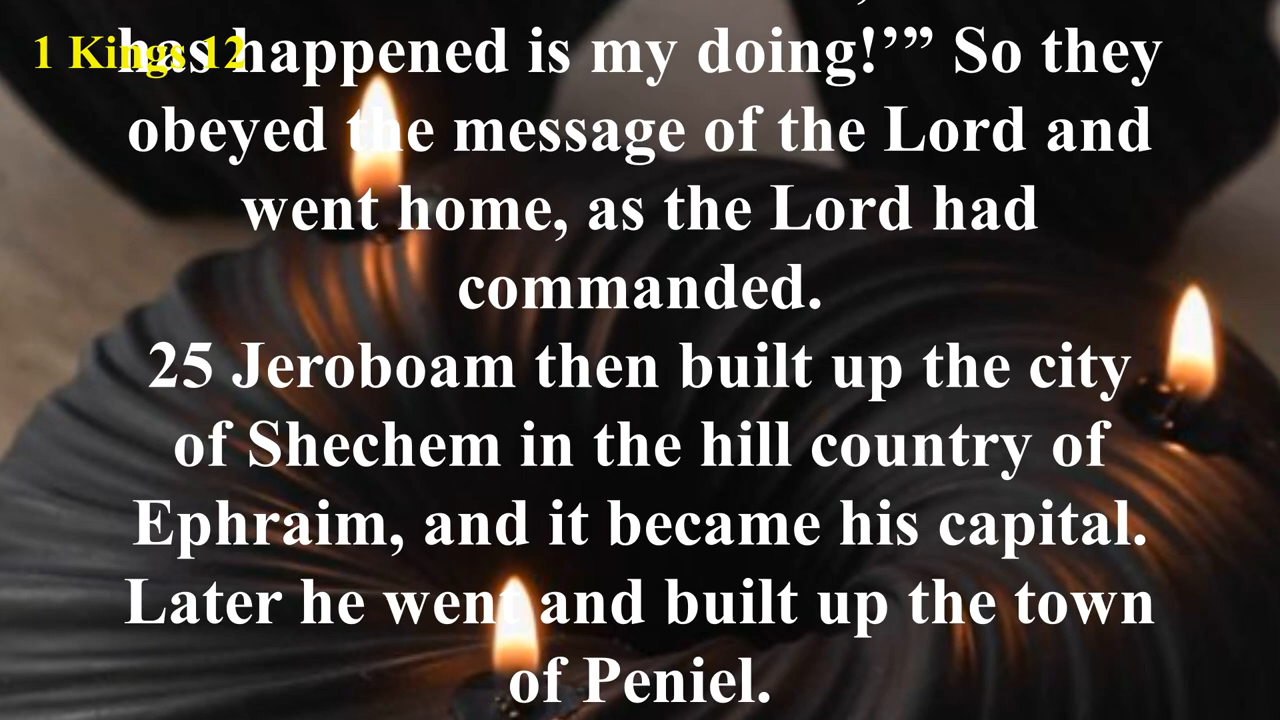 1 Kings 12
has happened is my doing!’” So they
obeyed the message of the Lord and
went home, as the Lord had
commanded.
25 Jeroboam then built up the city
of Shechem in the hill country of
Ephraim, and it became his capital.
Later he went and built up the town
of Peniel.